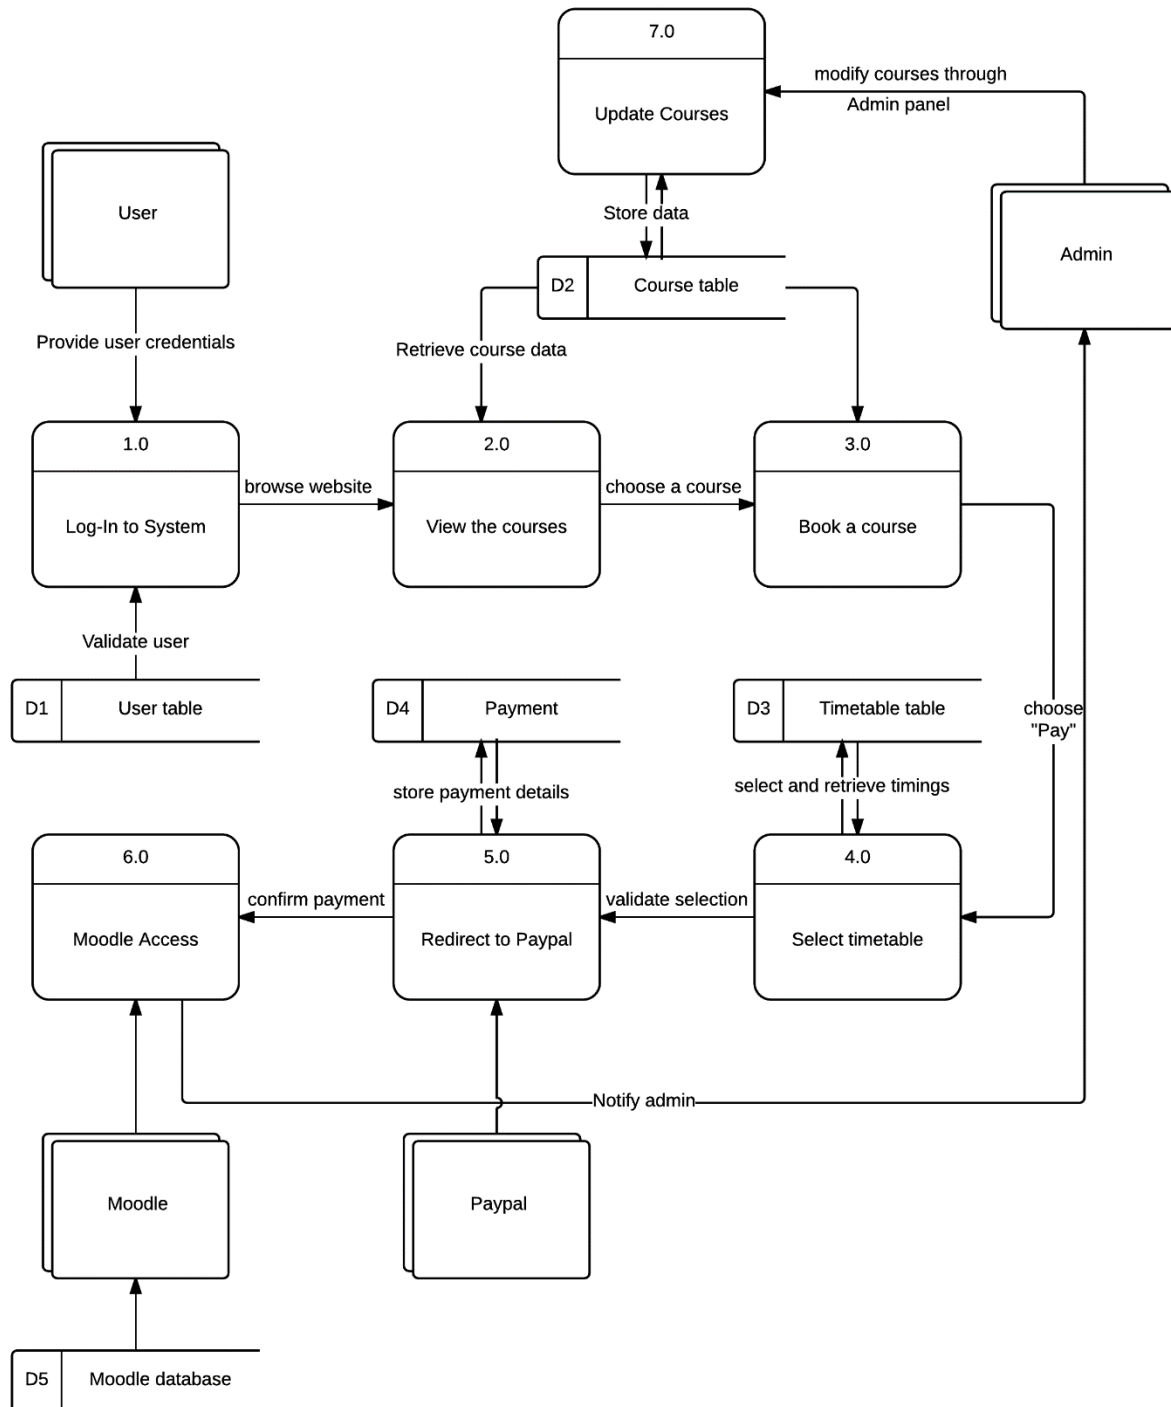 7.0
modify courses through
Admin panel
Update Courses
User
Store data
Admin
D2
Course table
Provide user credentials
Retrieve course data
1.0
2.0
3.0
browse website
choose a course
Log-In to System
View the courses
Book a course
Validate user
D1
User table
D4
Payment
D3
Timetable table
choose
"Pay"
store payment details
select and retrieve timings
6.0
5.0
4.0
confirm payment
validate selection
Moodle Access
Redirect to Paypal
Select timetable
Notify admin
Moodle
Paypal
D5
Moodle database